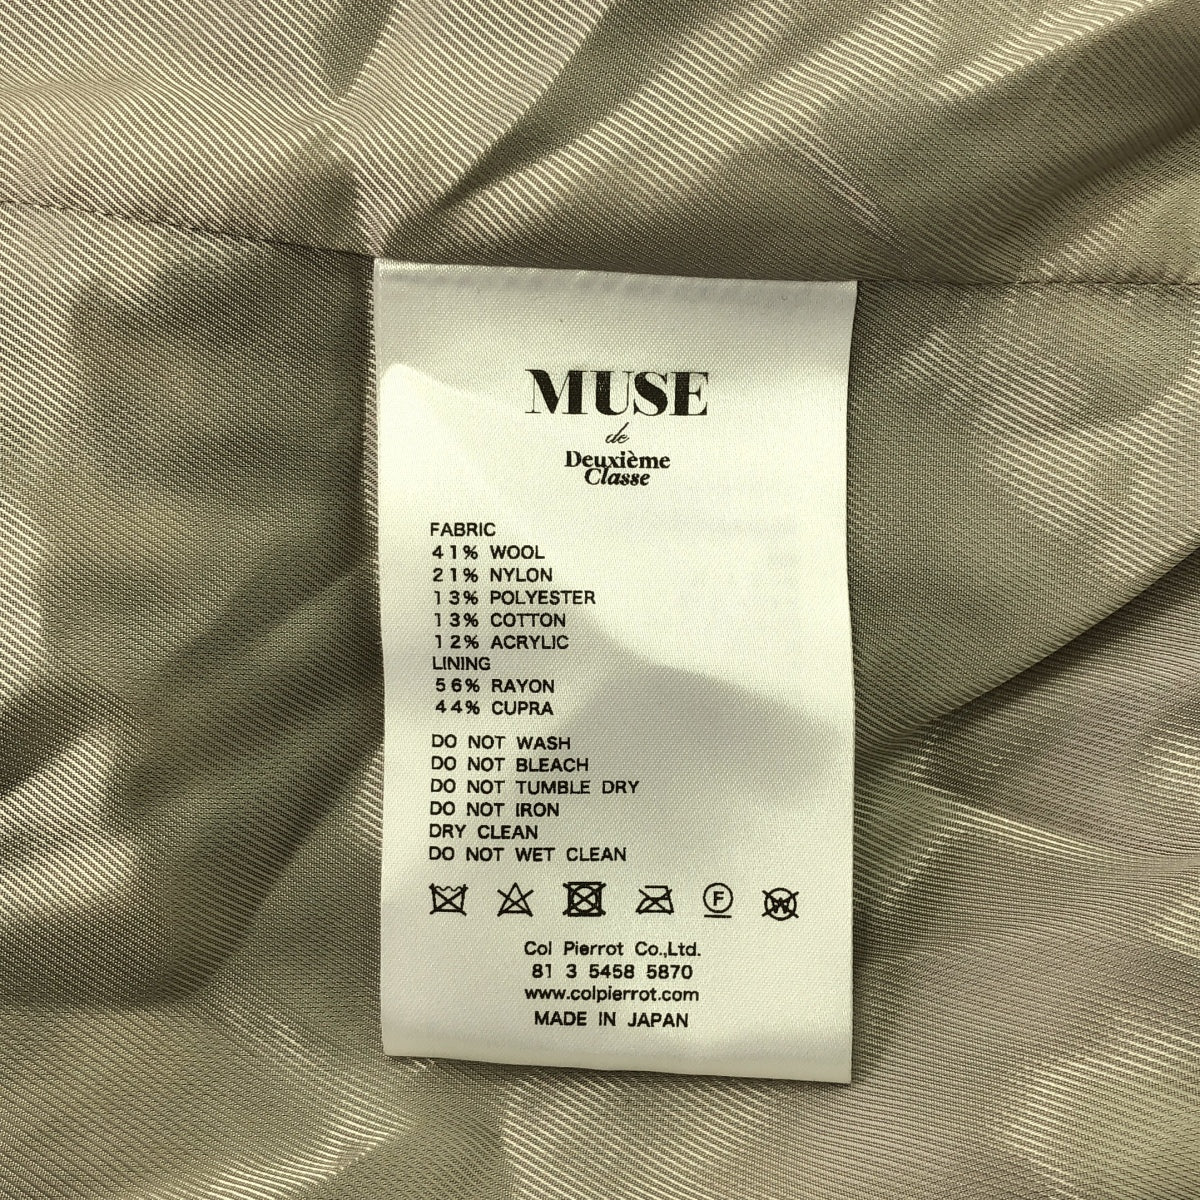 MUSE
de
Deuxième
Classe
FABRIC
41% WOOL
21% NYLON
13% POLYESTER
13% COTTON
12% ACRYLIC
LINING
56% RAYON
44% CUPRA
DO NOT WASH
DO NOT BLEACH
DO NOT TUMBLE DRY
DO NOT IRON
DRY CLEAN
DO NOT WET CLEAN
F W
Col Pierrot Co.,Ltd.
81 3 5458 5870
www.colpierrot.com
MADE IN JAPAN